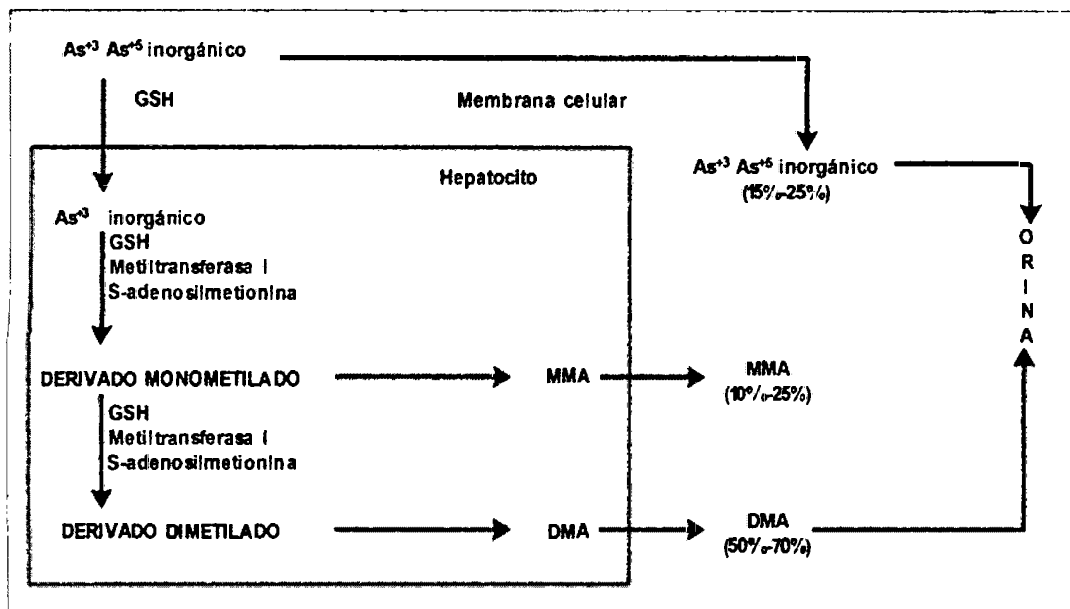 As+3 As+5 inorgánico
GSH
Membrana celular
Hepatocito
As+3 As+5 inorgánico
(15%-25%)
As+3 inorgánico
GSH
Metiltransferasa I
S-adenosilmetionina
O
R
I
N
A
DERIVADO MONOMETILADO
MMA
MMA
(10%-25%)
GSH
Metiltransferasa I
S-adenosilmetionina
DERIVADO DIMETILADO
DMA
DMA
(50%-70%)